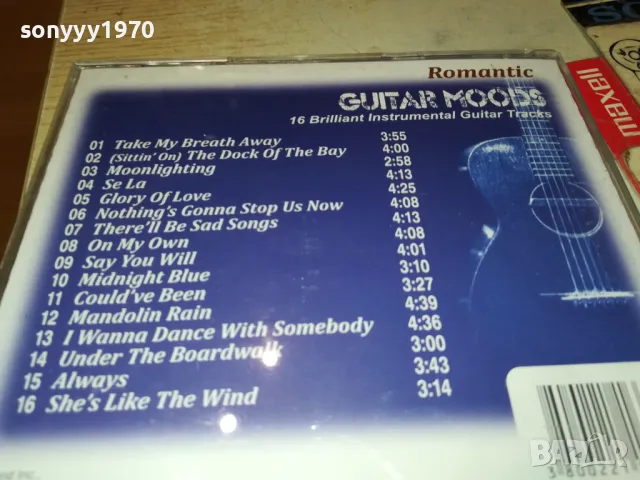 sonyyy1970
Romantic
GUITAR MOODS
16 Brilliant Instrumental Guitar Tracks
01 Take My Breath Away 3:55
02 (Sittin' On) The Dock Of The Bay 4:00
03 Moonlighting 2:58
04 Se La 4:13
05 Glory Of Love 4:25
06 Nothing's Gonna Stop Us Now 4:08
07 There'll Be Sad Songs 4:13
08 On My Own 4:08
09 Say You Will 4:01
10 Midnight Blue 3:10
11 Could've Been 3:27
12 Mandolin Rain 4:39
13 I Wanna Dance With Somebody 4:36
14 Under The Boardwalk 3:00
15 Always 3:43
16 She's Like The Wind 3:14
maxell
bazar.bg